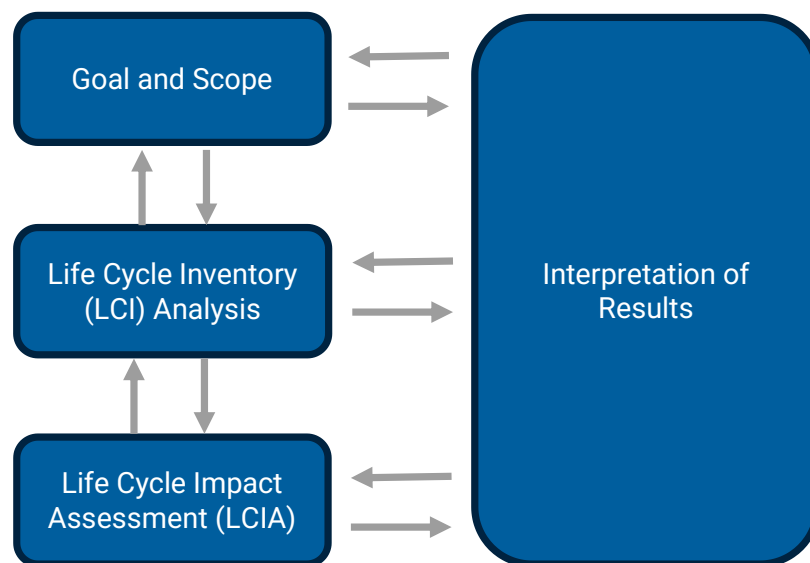 Goal and Scope
Life Cycle Inventory
(LCI) Analysis
Life Cycle Impact
Assessment (LCIA)
Interpretation of
Results